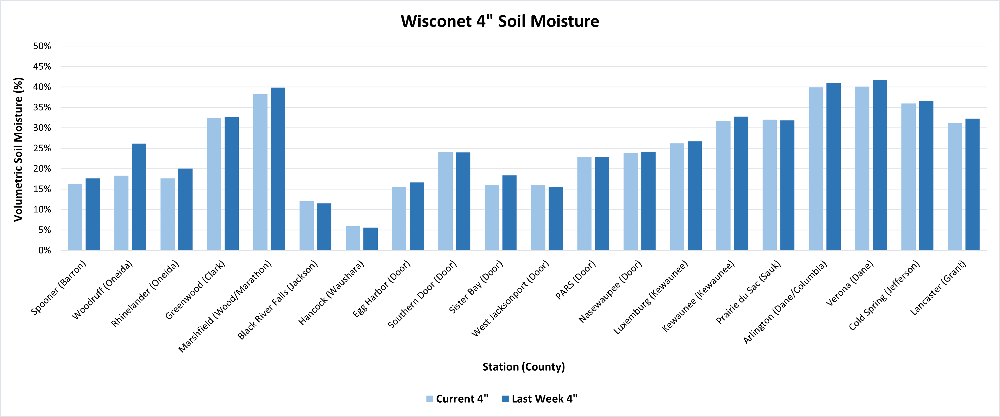 Wisconet 4" Soil Moisture
Volumetric Soil Moisture (%)
50%
45%
40%
35%
30%
25%
20%
15%
10%
5%
0%
Spooner (Barron)
Woodruff (Oneida)
Rhinelander (Oneida)
Greenwood (Clark)
Marshfield (Wood/Marathon)
Black River Falls (Jackson)
Hancock (Waushara)
Egg Harbor (Door)
Southern Door (Door)
Sister Bay (Door)
West Jacksonport (Door)
PARS (Door)
Nasewaupee (Door)
Luxemburg (Kewaunee)
Kewaunee (Kewaunee)
Prairie du Sac (Sauk)
Arlington (Dane/Columbia)
Verona (Dane)
Cold Spring (Jefferson)
Lancaster (Grant)
Station (County)
Current 4"
Last Week 4"